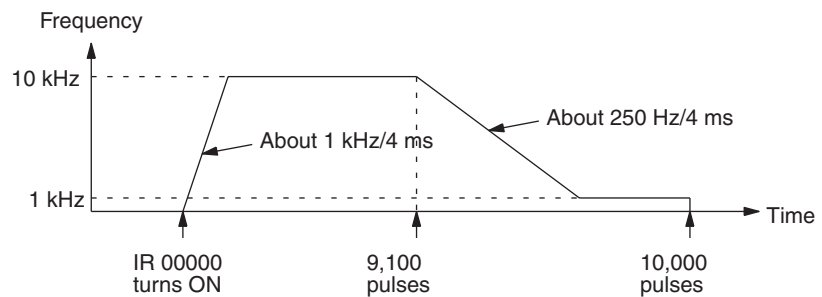 Frequency
10 kHz
About 1 kHz/4 ms
About 250 Hz/4 ms
1 kHz
Time
IR 00000
turns ON
9,100
pulses
10,000
pulses